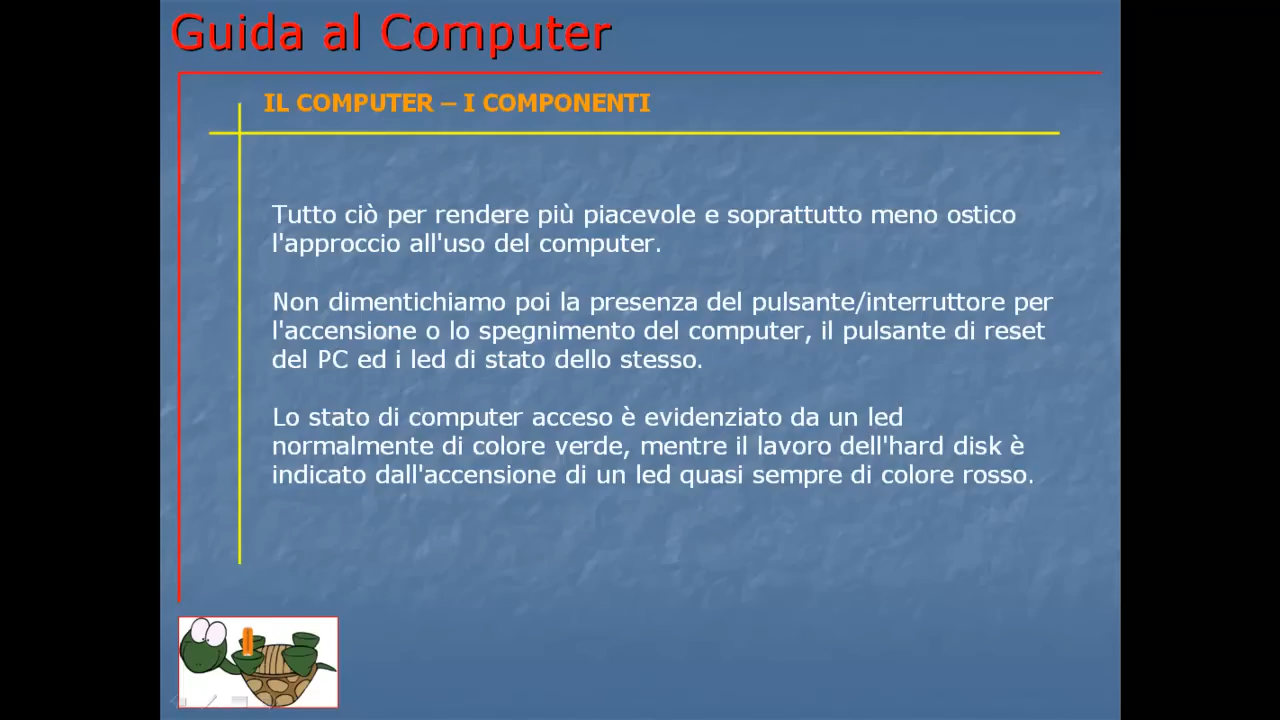 Guida al Computer
IL COMPUTER – I COMPONENTI
Tutto ciò per rendere più piacevole e soprattutto meno ostico
l'approccio all'uso del computer.
Non dimentichiamo poi la presenza del pulsante/interruttore per
l'accensione o lo spegnimento del computer, il pulsante di reset
del PC ed i led di stato dello stesso.
Lo stato di computer acceso è evidenziato da un led
normalmente di colore verde, mentre il lavoro dell'hard disk è
indicato dall'accensione di un led quasi sempre di colore rosso.